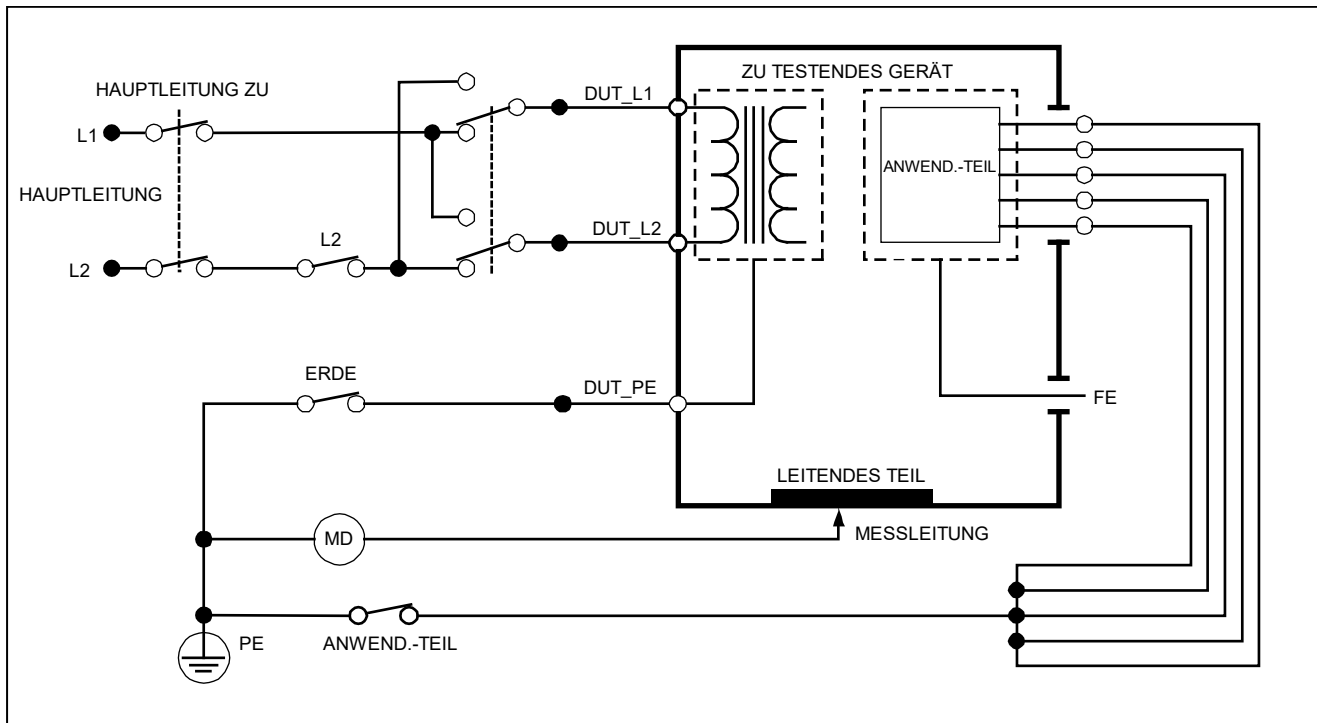 ZU TESTENDES GERÄT
HAUPTLEITUNG ZU
DUT_L1
L1
ANWEND.-TEIL
HAUPTLEITUNG
DUT_L2
L2
L2
ERDE
DUT_PE
FE
LEITENDES TEIL
MD
MESSLEITUNG
PE
ANWEND.-TEIL